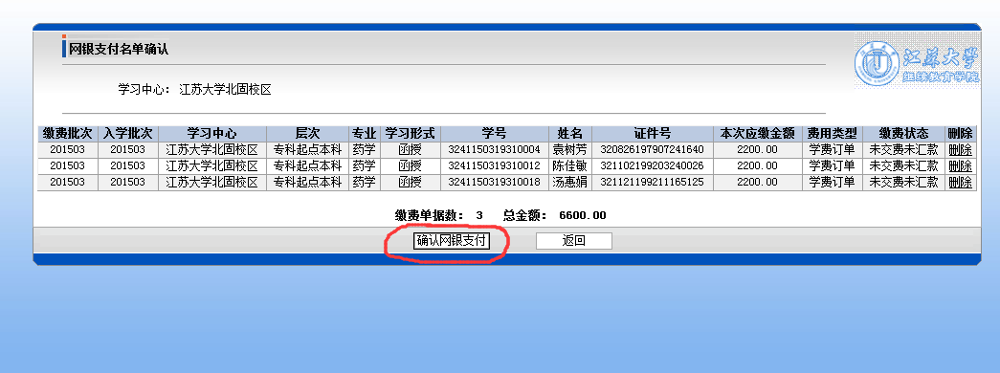 网银支付名单确认
江苏大学
继续教育学院
学习中心： 江苏大学北固校区
缴费批次 入学批次 学习中心 层次 专业 学习形式 学号 姓名 证件号 本次应缴金额 费用类型 缴费状态 删除
201503 201503 江苏大学北固校区 专科起点本科 药学 函授 3241150319310004 袁树芳 320826197907241640 2200.00 学费订单 未交费未汇款 删除
201503 201503 江苏大学北固校区 专科起点本科 药学 函授 3241150319310012 陈佳敏 321102199203240026 2200.00 学费订单 未交费未汇款 删除
201503 201503 江苏大学北固校区 专科起点本科 药学 函授 3241150319310018 汤惠娟 321121199211165125 2200.00 学费订单 未交费未汇款 删除
缴费单据数： 3 总金额： 6600.00
确认网银支付 返回